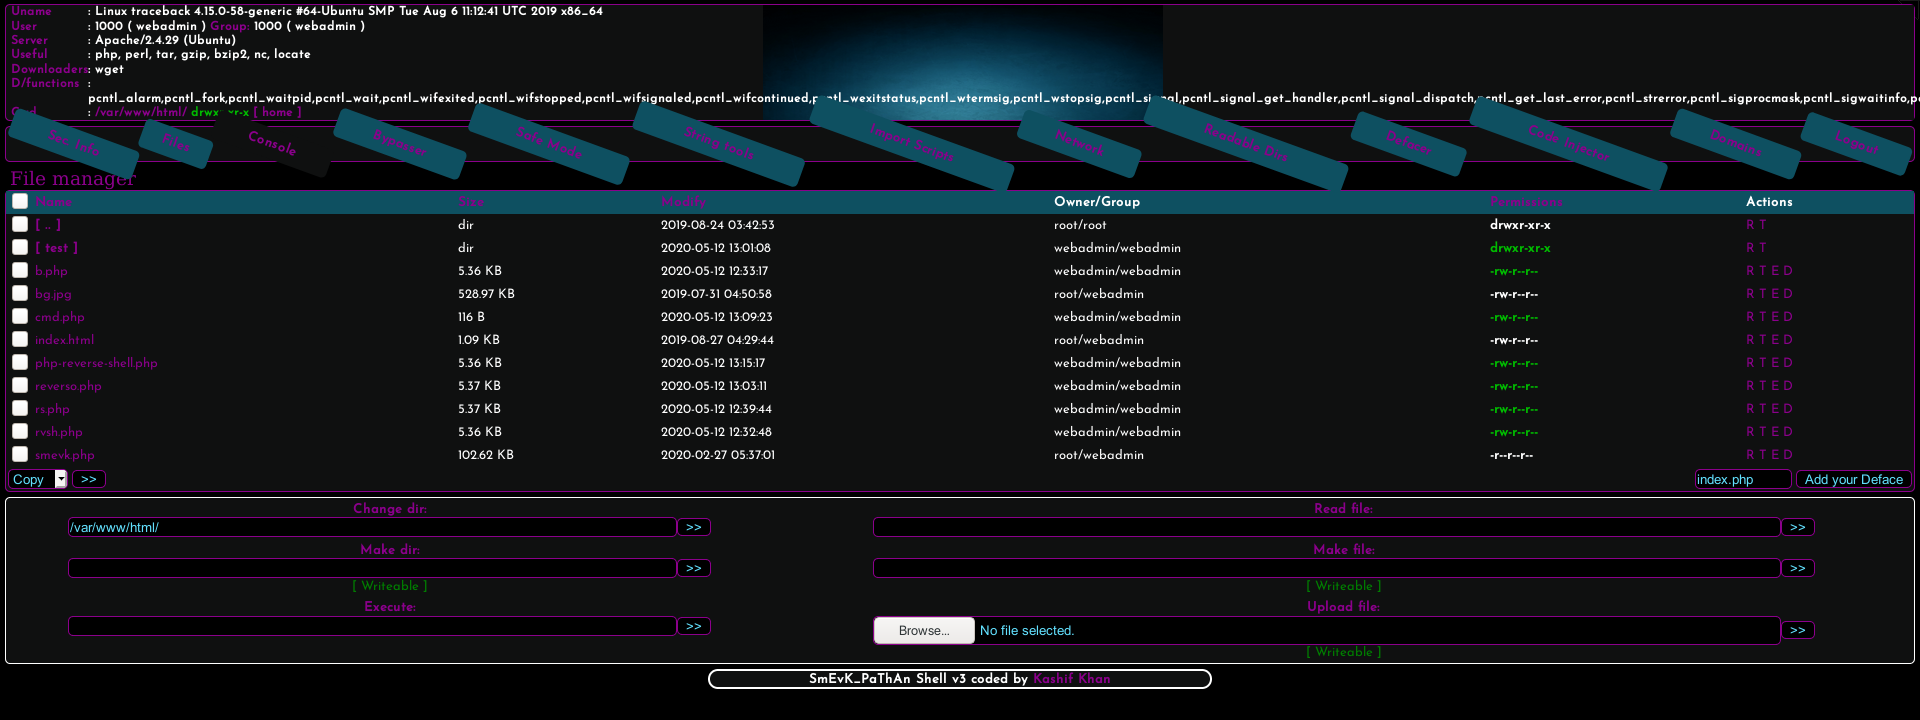 Uname : Linux traceback 4.15.0-58-generic #64-Ubuntu SMP Tue Aug 6 11:12:41 UTC 2019 x86_64
User : 1000 ( webadmin ) Group: 1000 ( webadmin )
Server : Apache/2.4.29 (Ubuntu)
Useful : php, perl, tar, gzip, bzip2, nc, locate
Downloaders: wget
D/functions :
pcntl_alarm,pcntl_fork,pcntl_waitpid,pcntl_wait,pcntl_wifexited,pcntl_wifstopped,pcntl_wifsignaled,pcntl_wifcontinued,pcntl_wexitstatus,pcntl_wtermsig,pcntl_wstopsig,pcntl_signal,pcntl_signal_get_handler,pcntl_signal_dispatch,pcntl_get_last_error,pcntl_strerror,pcntl_sigprocmask,pcntl_sigwaitinfo,
: /var/www/html/ drwxr-xr-x [ home ]
Sec. Info Files Console Bypasser Safe Mode String tools Import Scripts Network Readable Dirs Defacer Code Injector Domains Logout
File manager
Name Size Modify Owner/Group Permissions Actions
[ .. ] dir 2019-08-24 03:42:53 root/root drwxr-xr-x R T
[ test ] dir 2020-05-12 13:01:08 webadmin/webadmin drwxr-xr-x R T
b.php 5.36 KB 2020-05-12 12:33:17 webadmin/webadmin -rw-r--r-- R T E D
bg.jpg 528.97 KB 2019-07-31 04:50:58 root/webadmin -rw-r--r-- R T E D
cmd.php 116 B 2020-05-12 13:09:23 webadmin/webadmin -rw-r--r-- R T E D
index.html 1.09 KB 2019-08-27 04:29:44 root/webadmin -rw-r--r-- R T E D
php-reverse-shell.php 5.36 KB 2020-05-12 13:15:17 webadmin/webadmin -rw-r--r-- R T E D
reverso.php 5.37 KB 2020-05-12 13:03:11 webadmin/webadmin -rw-r--r-- R T E D
rs.php 5.37 KB 2020-05-12 12:39:44 webadmin/webadmin -rw-r--r-- R T E D
rvsh.php 5.36 KB 2020-05-12 12:32:48 webadmin/webadmin -rw-r--r-- R T E D
smevk.php 102.62 KB 2020-02-27 05:37:01 root/webadmin -r--r--r-- R T E D
Copy >> index.php Add your Deface
Change dir: Read file:
/var/www/html/ >> >>
Make dir: Make file:
>> >>
[ Writeable ] [ Writeable ]
Execute: Upload file:
>> Browse... No file selected. >>
[ Writeable ]
SmEvK_PaThAn Shell v3 coded by Kashif Khan